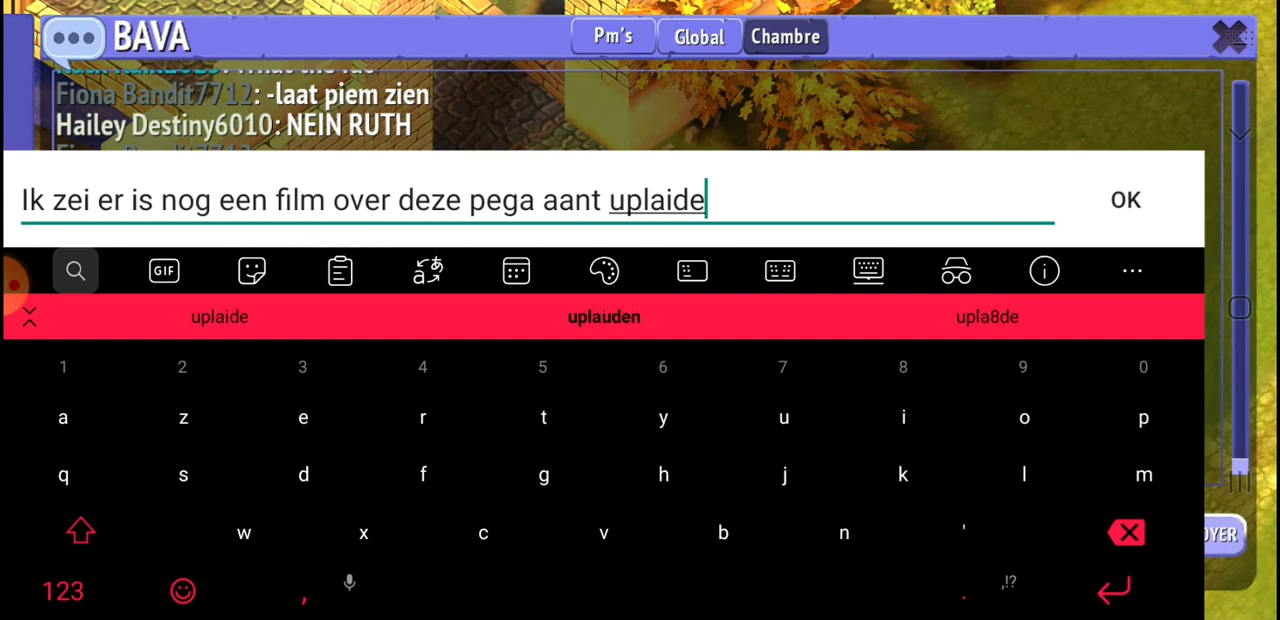 BAVA
Pm's Global Chambre
Fiona Bandit7712: -laat piem zien
Hailey Destiny6010: NEIN RUTH
Ik zei er is nog een film over deze pega aant uplaide
OK
GIF
uplaide uplauden upla8de
1 2 3 4 5 6 7 8 9 0
a z e r t y u i o p
q s d f g h j k l m
w x c v b n '
123 , . ,!?
OYER